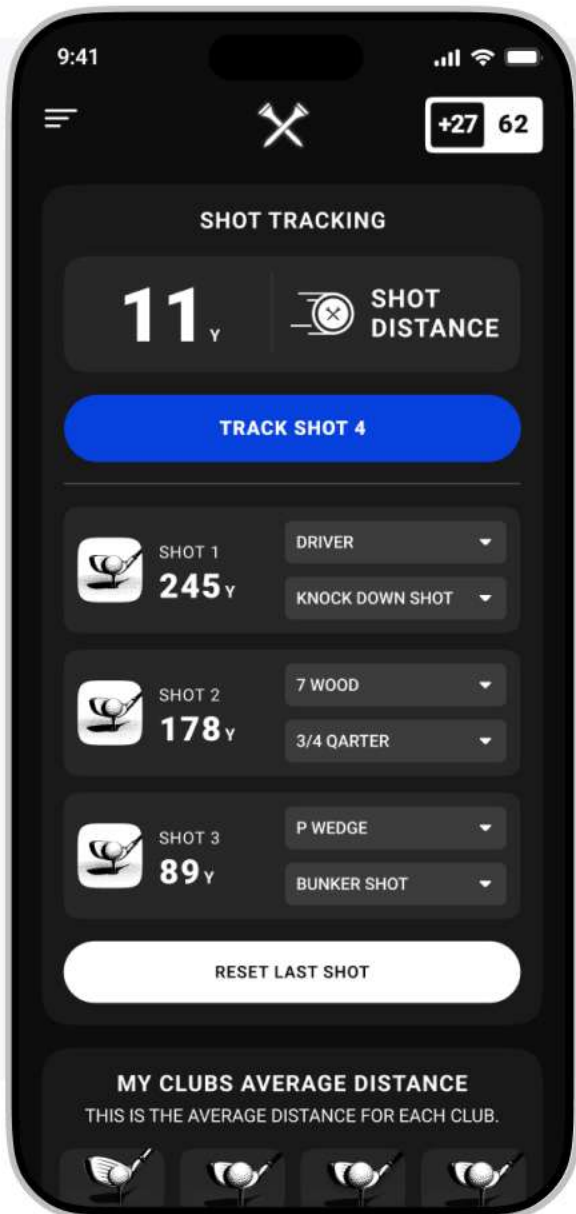 9:41
+27 62
SHOT TRACKING
11 Y
SHOT
DISTANCE
TRACK SHOT 4
SHOT 1
245 Y
DRIVER
KNOCK DOWN SHOT
SHOT 2
178 Y
7 WOOD
3/4 QARTER
SHOT 3
89 Y
P WEDGE
BUNKER SHOT
RESET LAST SHOT
MY CLUBS AVERAGE DISTANCE
THIS IS THE AVERAGE DISTANCE FOR EACH CLUB.